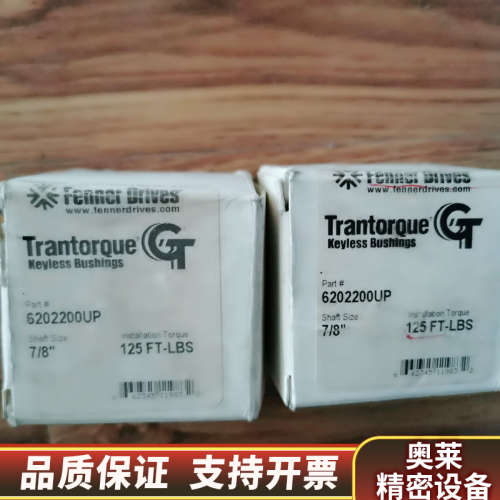 Fenner Drives
www.fennerdrives.com
Trantorque GT
Keyless Bushings
Part #
6202200UP
Shaft Size
Installation Torque
7/8"
125 FT-LBS
Fenner Drives
www.fennerdrives.com
Trantorque GT
Keyless Bushings
Part #
6202200UP
Shaft Size
Installation Torque
7/8"
125 FT-LBS
品质保证 支持开票
奥莱
精密设备